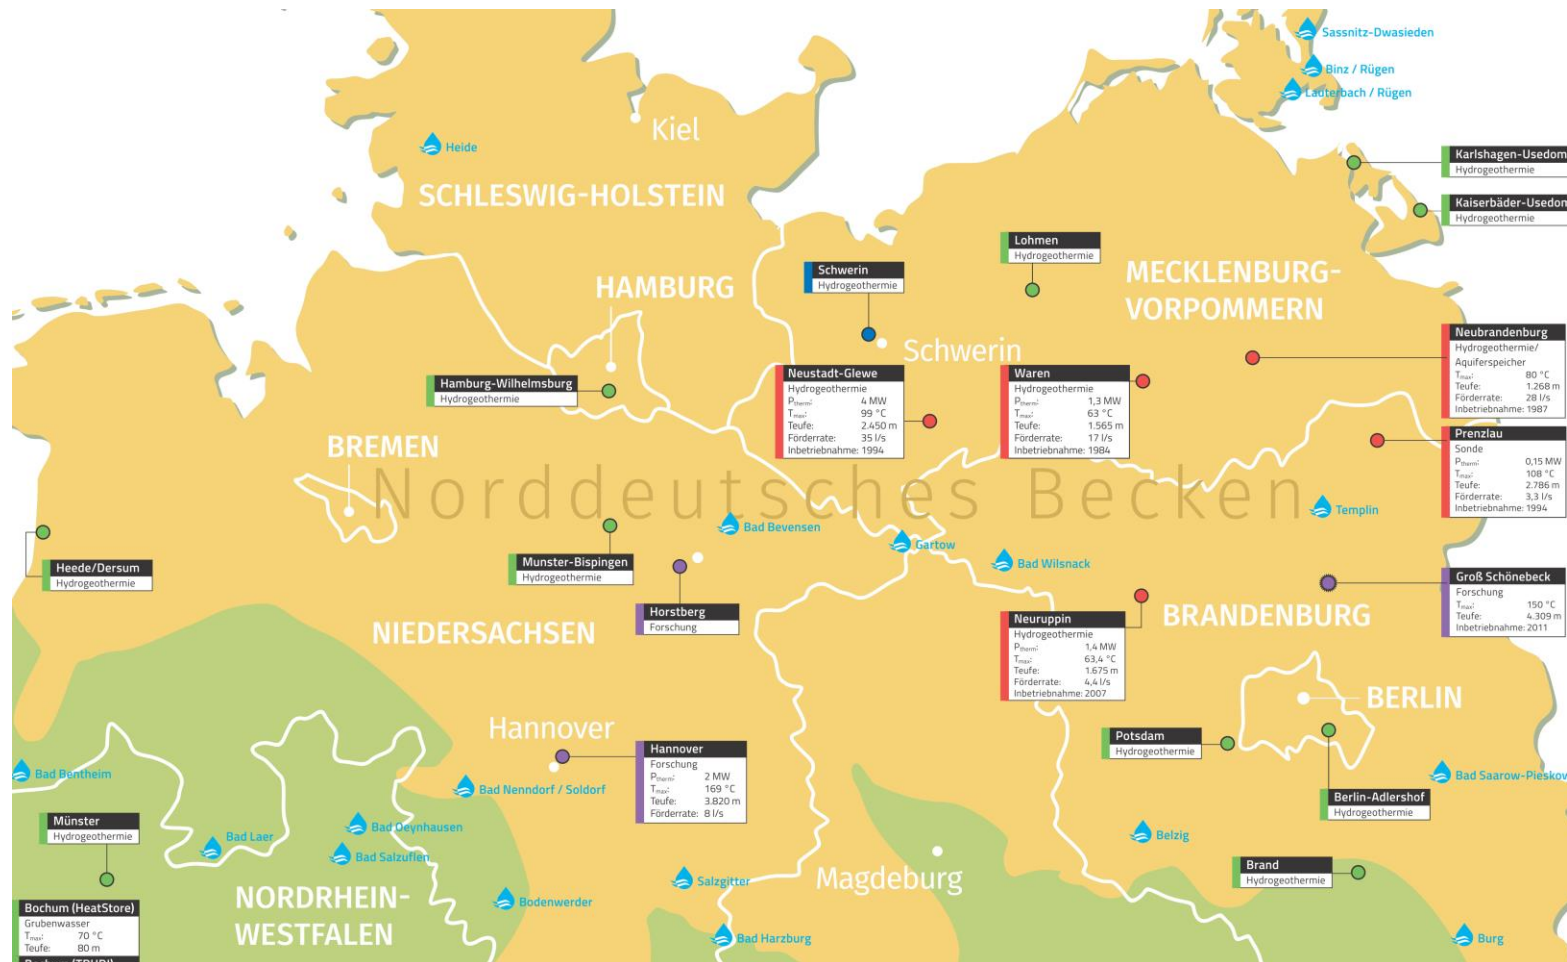 Sassnitz-Dwasieden
Binz / Rügen
Lauterbach / Rügen
Kiel
Heide
SCHLESWIG-HOLSTEIN
Karlshagen-Usedom
Hydrogeothermie
Kaiserbäder-Usedom
Hydrogeothermie
Lohmen
Hydrogeothermie
Schwerin
Hydrogeothermie
HAMBURG
MECKLENBURG-
VORPOMMERN
Schwerin
Neubrandenburg
Hydrogeothermie/
Aquiferspeicher
Tmax: 80 °C
Teufe: 1.268 m
Förderrate: 28 l/s
Inbetriebnahme: 1987
Hamburg-Wilhelmsburg
Hydrogeothermie
Neustadt-Glewe
Hydrogeothermie
Ptherm: 4 MW
Tmax: 99 °C
Teufe: 2.450 m
Förderrate: 35 l/s
Inbetriebnahme: 1994
Waren
Hydrogeothermie
Ptherm: 1,3 MW
Tmax: 63 °C
Teufe: 1.565 m
Förderrate: 17 l/s
Inbetriebnahme: 1984
Prenzlau
Sonde
Ptherm: 0,15 MW
Tmax: 108 °C
Teufe: 2.786 m
Förderrate: 3,3 l/s
Inbetriebnahme: 1994
BREMEN
Norddeutsches Becken
Templin
Bad Bevensen
Gartow
Bad Wilsnack
Heede/Dersum
Hydrogeothermie
Munster-Bispingen
Hydrogeothermie
Horstberg
Forschung
Groß Schönebeck
Forschung
Tmax: 150 °C
Teufe: 4.309 m
Inbetriebnahme: 2011
NIEDERSACHSEN
Neuruppin
Hydrogeothermie
Ptherm: 1,4 MW
Tmax: 63,4 °C
Teufe: 1.675 m
Förderrate: 4,4 l/s
Inbetriebnahme: 2007
BRANDENBURG
BERLIN
Hannover
Hannover
Forschung
Ptherm: 2 MW
Tmax: 169 °C
Teufe: 3.820 m
Förderrate: 8 l/s
Potsdam
Hydrogeothermie
Bad Bentheim
Bad Nenndorf / Soldorf
Bad Saarow-Pieskow
Berlin-Adlershof
Hydrogeothermie
Münster
Hydrogeothermie
Bad Laer
Bad Oeynhausen
Bad Salzuflen
Belzig
Magdeburg
Brand
Hydrogeothermie
Salzgitter
NORDRHEIN-
WESTFALEN
Bodenwerder
Bochum (HeatStore)
Grubenwasser
Tmax: 70 °C
Teufe: 80 m
Bad Harzburg
Burg